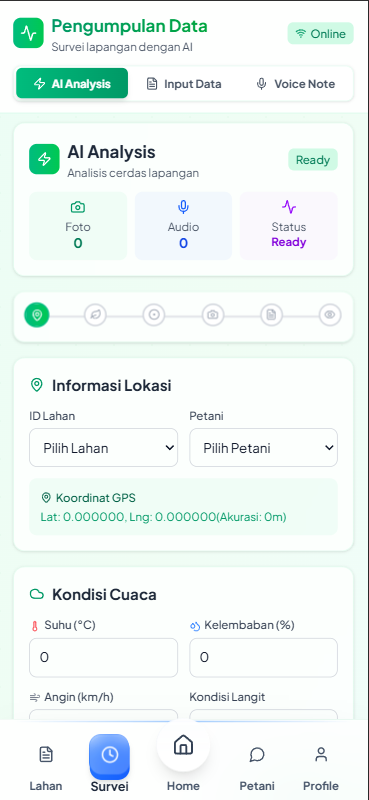 Pengumpulan Data
Survei lapangan dengan AI
Online
AI Analysis
Input Data
Voice Note
AI Analysis
Analisis cerdas lapangan
Ready
Foto
0
Audio
0
Status
Ready
Informasi Lokasi
ID Lahan
Petani
Pilih Lahan
Pilih Petani
Koordinat GPS
Lat: 0.000000, Lng: 0.000000(Akurasi: 0m)
Kondisi Cuaca
Suhu (°C)
Kelembaban (%)
0
0
Angin (km/h)
Kondisi Langit
Lahan
Survei
Home
Petani
Profile